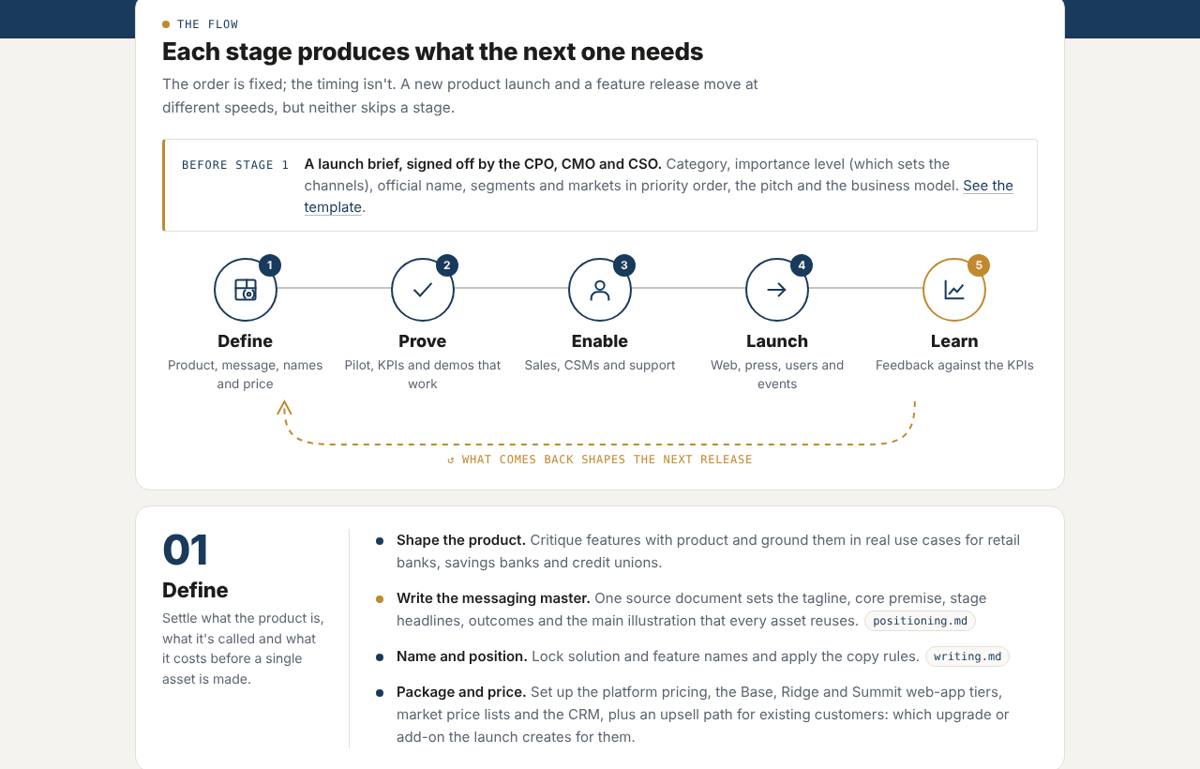 THE FLOW
Each stage produces what the next one needs
The order is fixed; the timing isn't. A new product launch and a feature release move at
different speeds, but neither skips a stage.
BEFORE STAGE 1
A launch brief, signed off by the CPO, CMO and CSO. Category, importance level (which sets the
channels), official name, segments and markets in priority order, the pitch and the business model. See the
template.
1
2
3
4
5
Define
Prove
Enable
Launch
Learn
Product, message, names
and price
Pilot, KPIs and demos that
work
Sales, CSMs and support
Web, press, users and
events
Feedback against the KPIs
↺ WHAT COMES BACK SHAPES THE NEXT RELEASE
01
Define
Settle what the product is,
what it's called and what
it costs before a single
asset is made.
Shape the product. Critique features with product and ground them in real use cases for retail
banks, savings banks and credit unions.
Write the messaging master. One source document sets the tagline, core premise, stage
headlines, outcomes and the main illustration that every asset reuses. positioning.md
Name and position. Lock solution and feature names and apply the copy rules. writing.md
Package and price. Set up the platform pricing, the Base, Ridge and Summit web-app tiers,
market price lists and the CRM, plus an upsell path for existing customers: which upgrade or
add-on the launch creates for them.